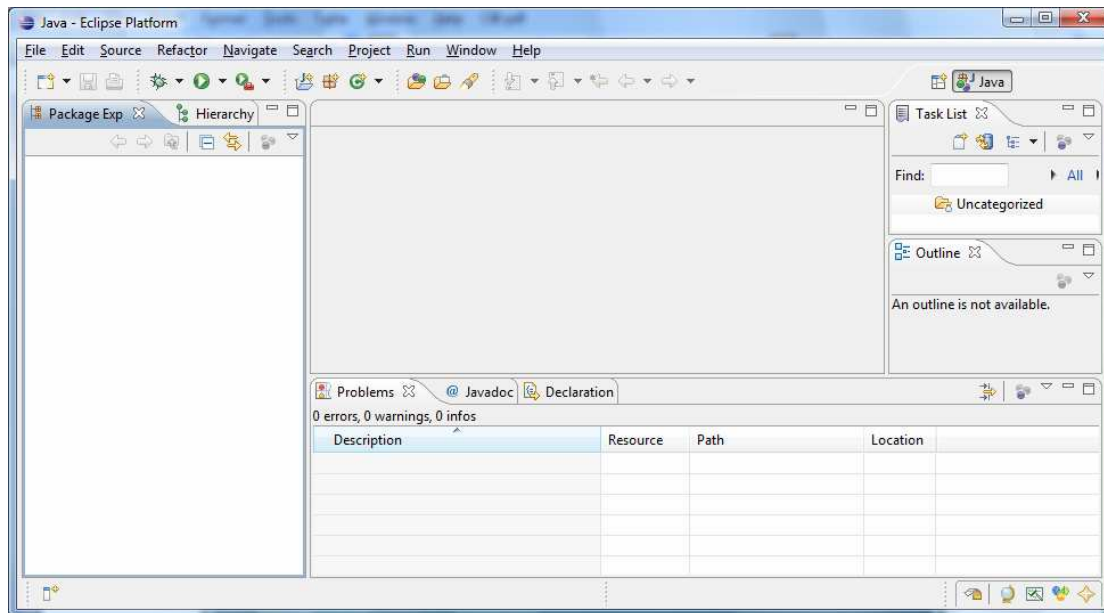 Java - Eclipse Platform
File Edit Source Refactor Navigate Search Project Run Window Help
Java
Package Exp Hierarchy
Task List
Find: All
Uncategorized
Outline
An outline is not available.
Problems @ Javadoc Declaration
0 errors, 0 warnings, 0 infos
Description Resource Path Location